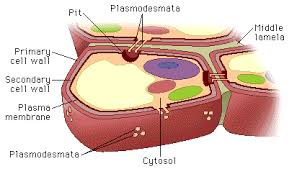 Plasmodesmata
Pit
Middle
lamela
Primary
cell wall
Secondary
cell wall
Plasma
membrane
Plasmodesmata
Cytosol